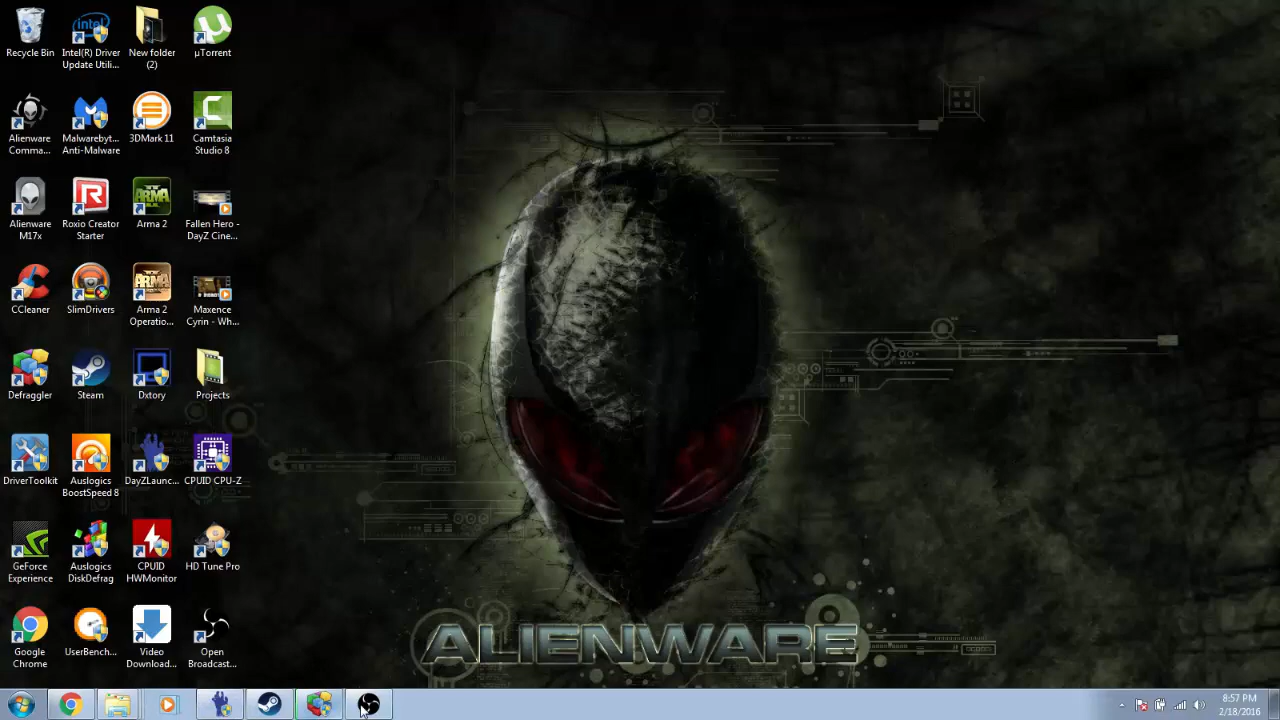 Recycle Bin
Intel(R) Driver
Update Utili...
New folder
(2)
µTorrent
Alienware
Comma...
Malwarebyt...
Anti-Malware
3DMark 11
Camtasia
Studio 8
Alienware
M17x
Roxio Creator
Starter
ARMA
Arma 2
Fallen Hero -
DayZ Cine...
CCleaner
SlimDrivers
ARMA
Arma 2
Operatio...
Maxence
Cyrin - Wh...
Defraggler
Steam
Dxtory
Projects
DriverToolkit
Auslogics
BoostSpeed 8
DayZLaunc...
CPUID CPU-Z
GeForce
Experience
Auslogics
DiskDefrag
CPUID
HWMonitor
HD Tune Pro
Google
Chrome
UserBench...
Video
Download...
Open
Broadcast...
ALIENWARE
8:57 PM
2/18/2016